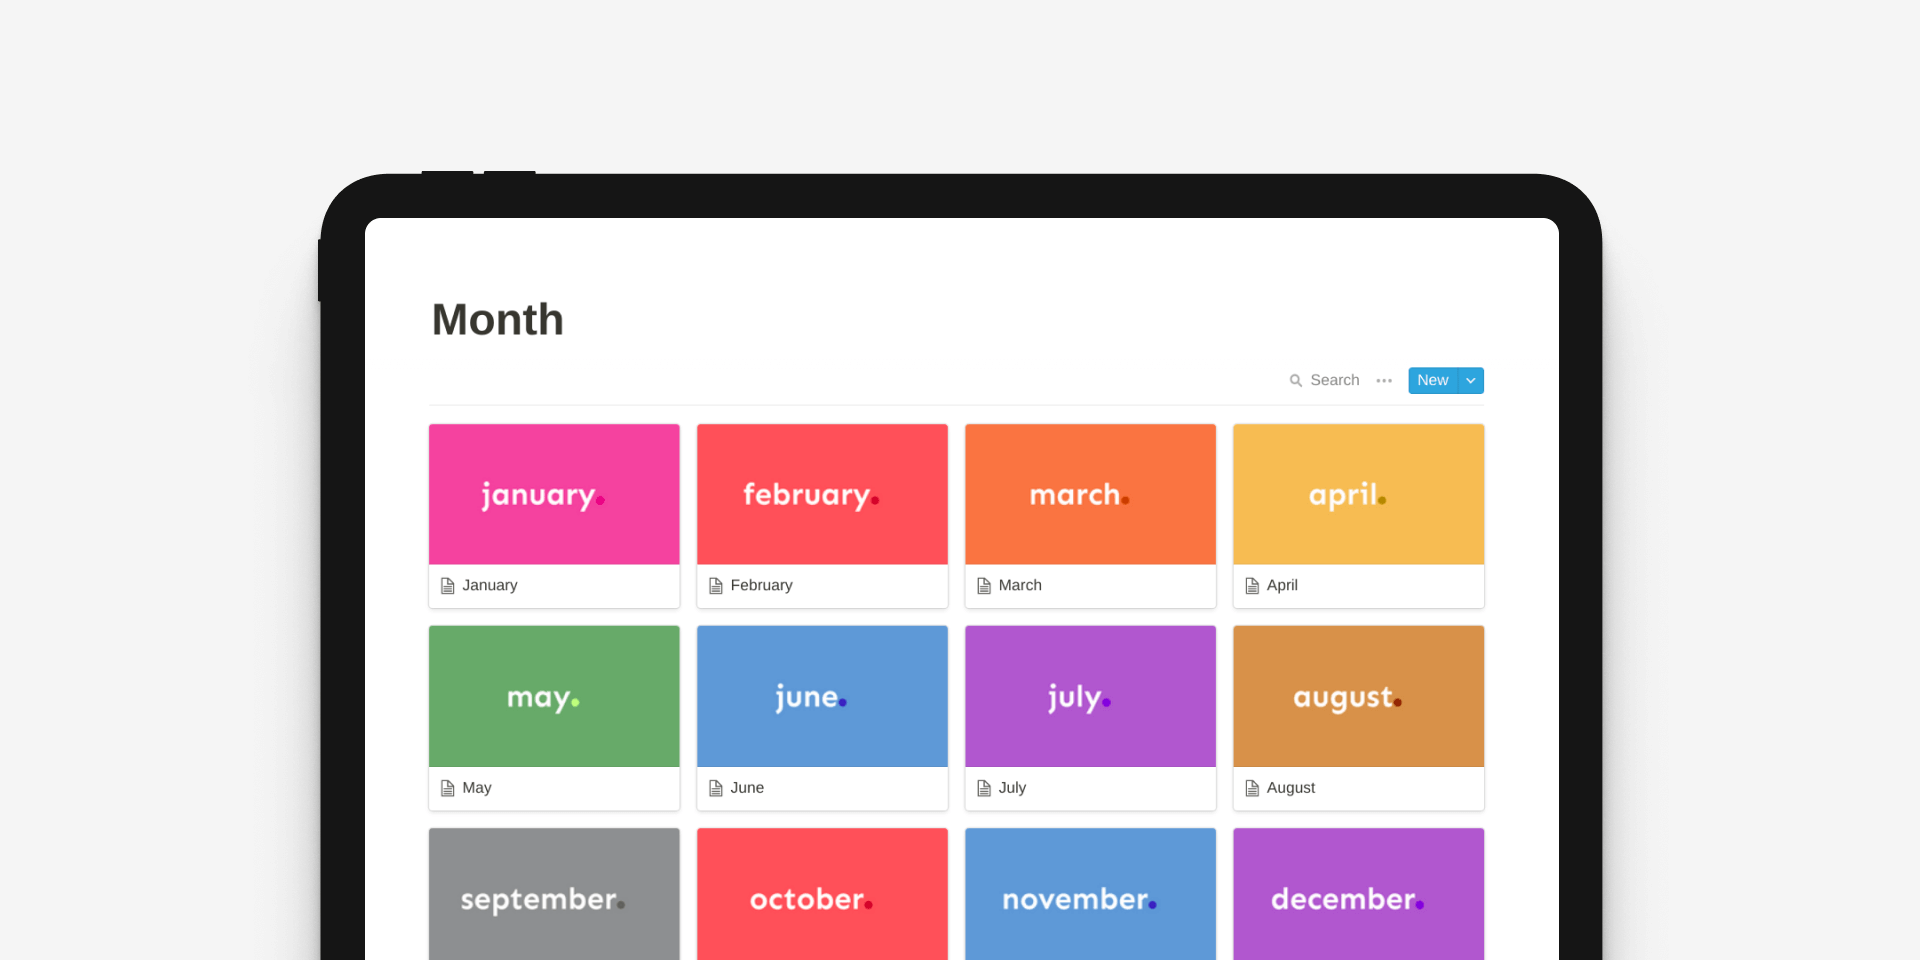 Month
Search ••• New
january. february. march. april.
January February March April
may. june. july. august.
May June July August
september. october. november. december.